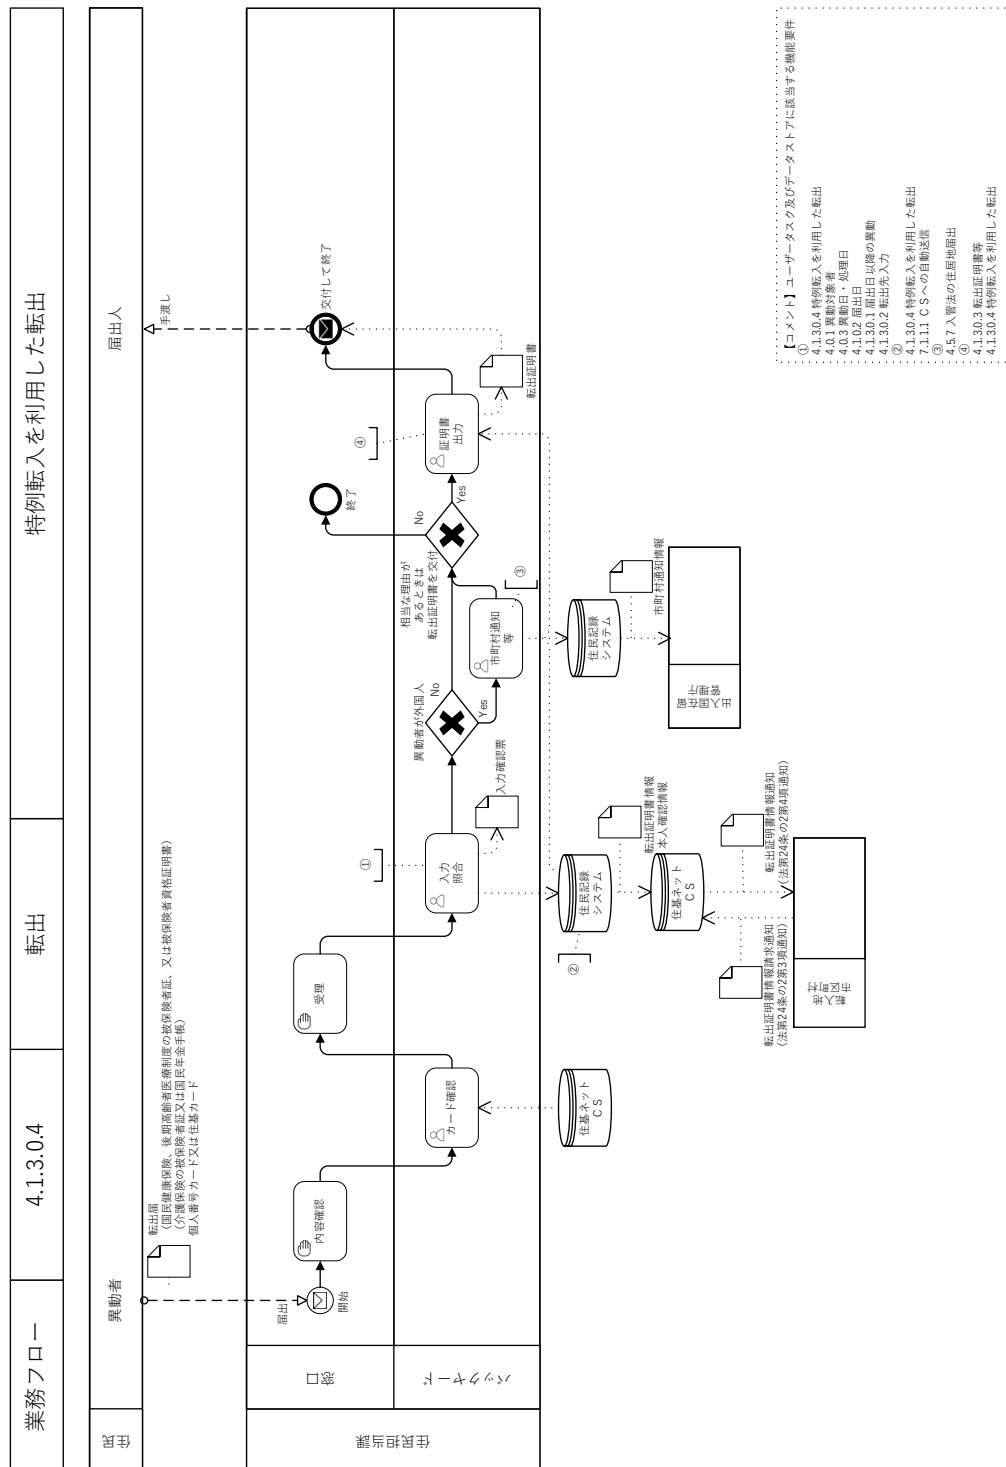 業務フロー
4.1.3.0.4
転出
特例転入を利用した転出
住民
異動者
届出人
転出届
（国民健康保険、後期高齢者医療制度の被保険者証、又は被保険者資格証明書）
（介護保険の被保険者証又は国民年金手帳）
個人番号カード又は住基カード
手渡し
住民担当課
窓口
バックヤード
届出
開始
内容確認
カード確認
住基ネット
ＣＳ
受理
入力
照合
①
入力確認票
異動者が外国人
No
Yes
市町村通知
等
③
相当な理由が
あるときは
転出証明書を交付
No
Yes
終了
証明書
出力
④
転出証明書
交付して終了
住民記録
システム
②
転出証明書情報
本人確認情報
住基ネット
ＣＳ
転出証明書情報請求通知
（法第24条の2第3項通知）
転出証明書情報通知
（法第24条の2第4項通知）
転入地
市区町村
住民記録
システム
市町村通知情報
出入国在留
管理庁
【コメント】ユーザータスク及びデータストアに該当する機能要件
①
4.1.3.0.4 特例転入を利用した転出
4.0.1 異動対象者
4.0.3 異動日・処理日
4.1.0.2 届出日
4.1.3.0.1 届出日以降の異動
4.1.3.0.2 転出先入力
②
4.1.3.0.4 特例転入を利用した転出
7.1.1.1 ＣＳへの自動送信
③
4.5.7 入管法の住居地届出
④
4.1.3.0.3 転出証明書等
4.1.3.0.4 特例転入を利用した転出